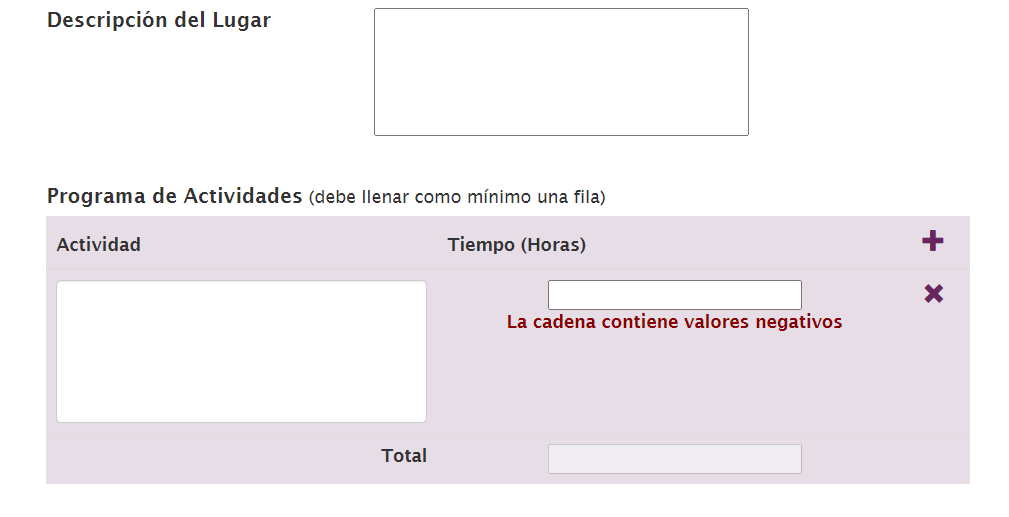 Descripción del Lugar
Programa de Actividades (debe llenar como mínimo una fila)
Actividad Tiempo (Horas)
La cadena contiene valores negativos
Total